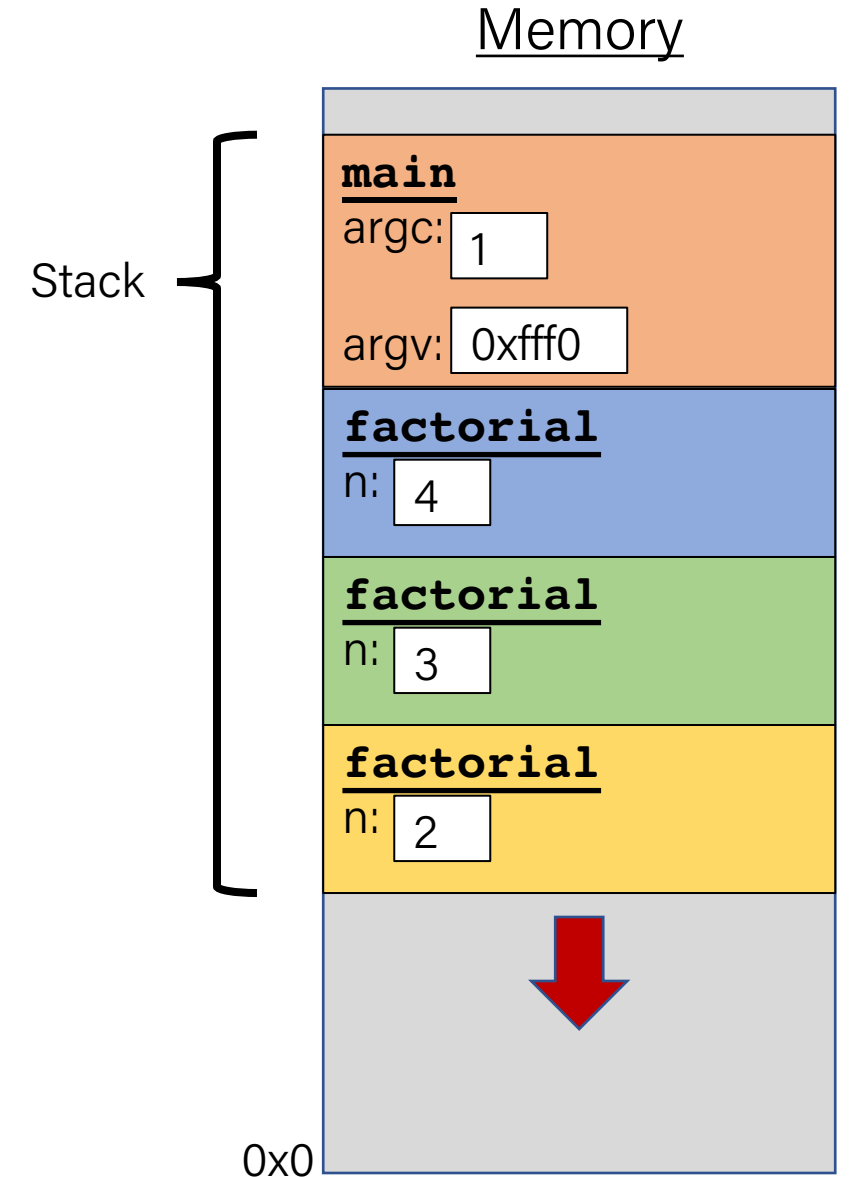 Memory
Stack
main
argc: 1
argv: 0xfff0
factorial
n: 4
factorial
n: 3
factorial
n: 2
0x0